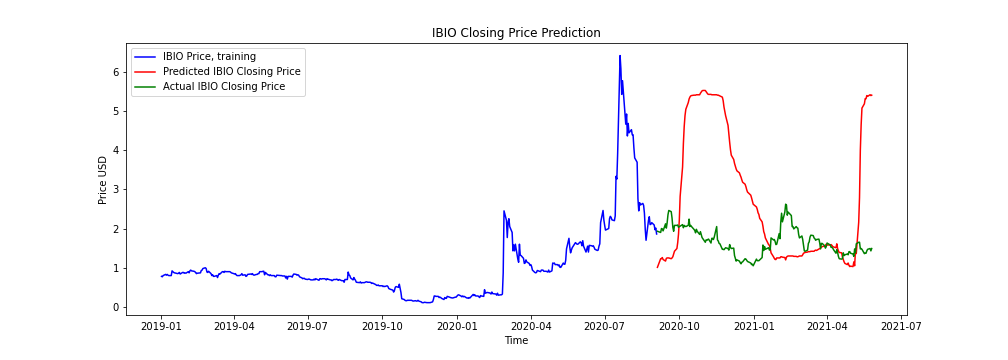 IBIO Closing Price Prediction
IBIO Price, training
Predicted IBIO Closing Price
Actual IBIO Closing Price
Price USD
6
5
4
3
2
1
0
2019-01 2019-04 2019-07 2019-10 2020-01 2020-04 2020-07 2020-10 2021-01 2021-04 2021-07
Time